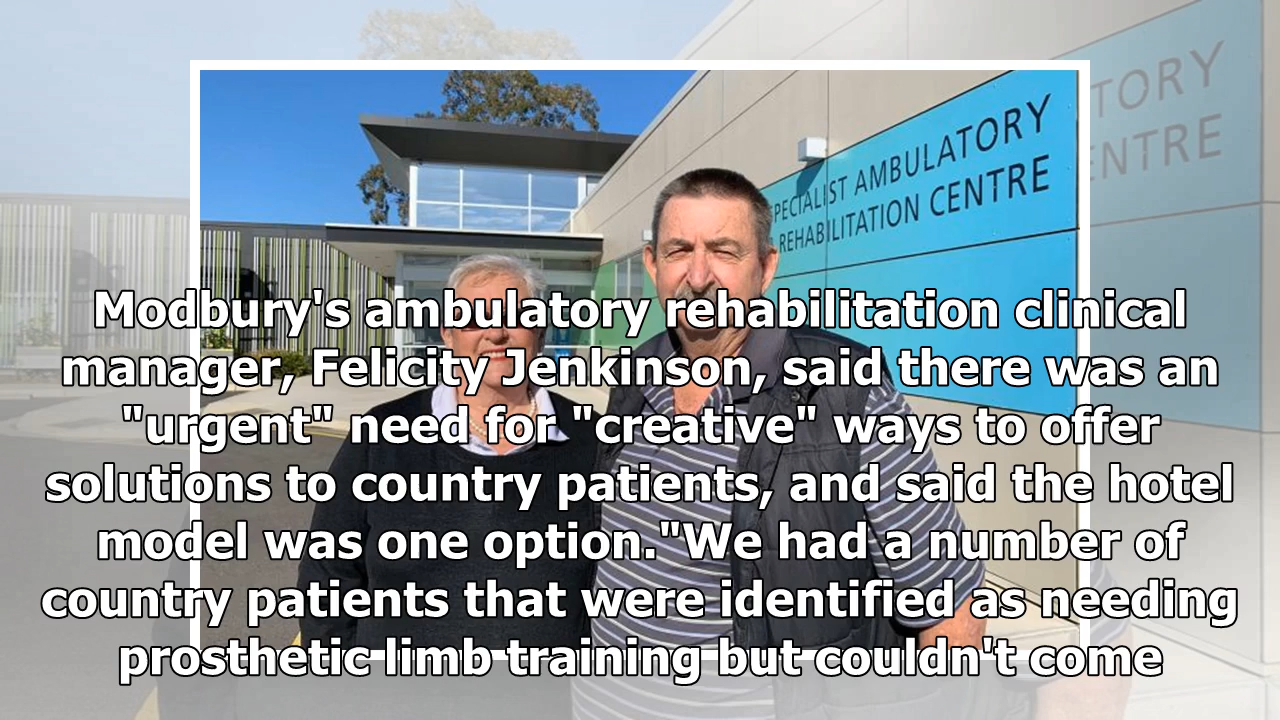 SPECIALIST AMBULATORY
REHABILITATION CENTRE
TORY
ENTRE
Modbury's ambulatory rehabilitation clinical
manager, Felicity Jenkinson, said there was an
"urgent" need for "creative" ways to offer
solutions to country patients, and said the hotel
model was one option."We had a number of
country patients that were identified as needing
prosthetic limb training but couldn't come